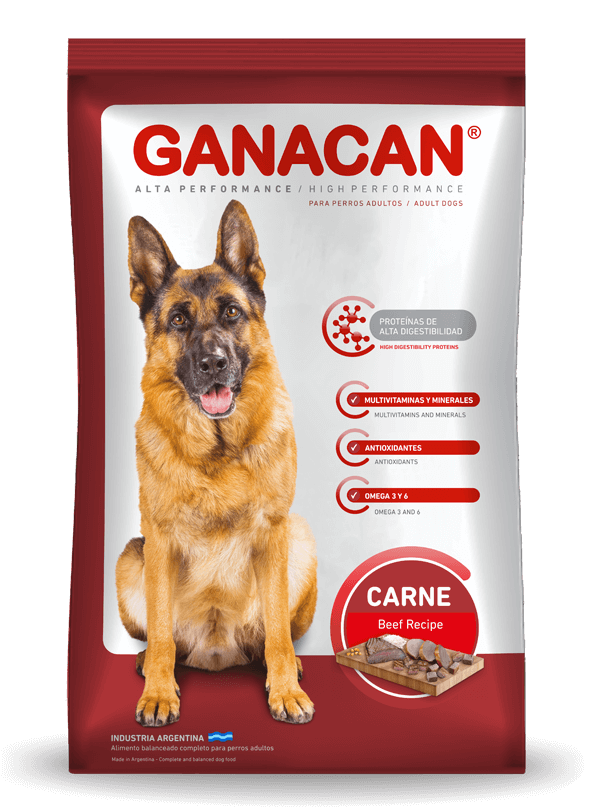 GANACAN®
ALTA PERFORMANCE / HIGH PERFORMANCE
PARA PERROS ADULTOS / ADULT DOGS
PROTEÍNAS DE
ALTA DIGESTIBILIDAD
HIGH DIGESTIBILITY PROTEINS
MULTIVITAMINAS Y MINERALES
MULTIVITAMINS AND MINERALS
ANTIOXIDANTES
ANTIOXIDANTS
OMEGA 3 Y 6
OMEGA 3 AND 6
CARNE
Beef Recipe
INDUSTRIA ARGENTINA
Alimento balanceado completo para perros adultos
Made in Argentina - Complete and balanced dog food